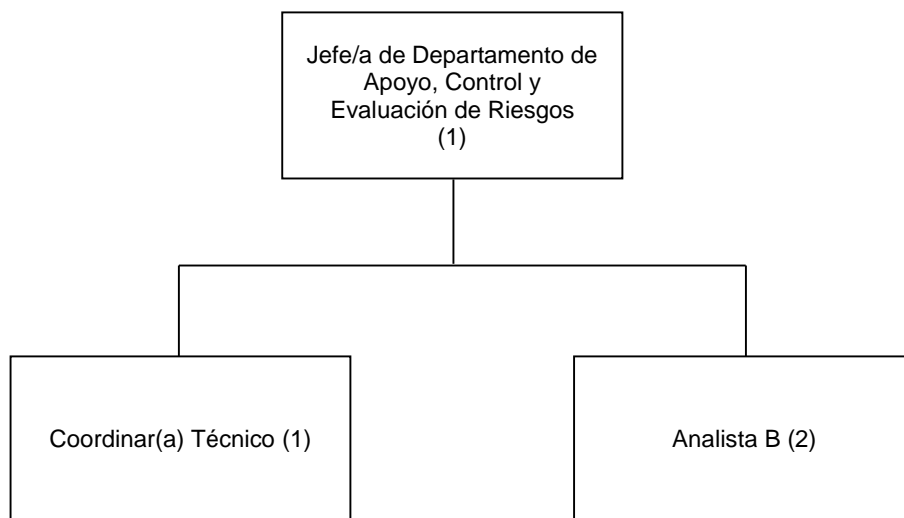 Jefe/a de Departamento de
Apoyo, Control y
Evaluación de Riesgos
(1)
Coordinar(a) Técnico (1)
Analista B (2)